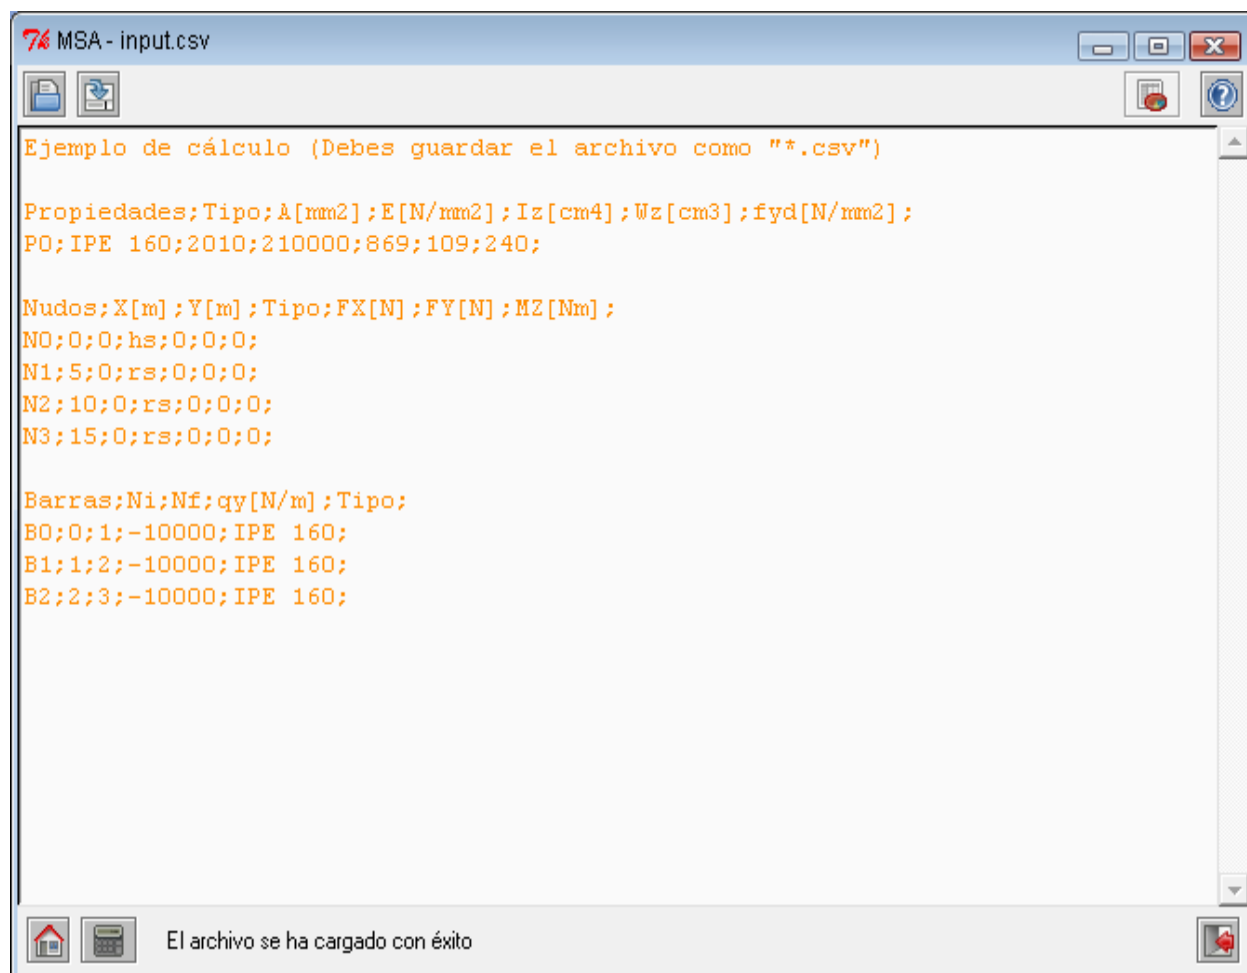 MSA - input.csv
Ejemplo de cálculo (Debes guardar el archivo como "*.csv")
Propiedades;Tipo;A[mm2];E[N/mm2];Iz[cm4];Wz[cm3];fyd[N/mm2];
P0;IPE 160;2010;210000;869;109;240;
Nudos;X[m];Y[m];Tipo;FX[N];FY[N];MZ[Nm];
N0;0;0;hs;0;0;0;
N1;5;0;rs;0;0;0;
N2;10;0;rs;0;0;0;
N3;15;0;rs;0;0;0;
Barras;Ni;Nf;qy[N/m];Tipo;
B0;0;1;-10000;IPE 160;
B1;1;2;-10000;IPE 160;
B2;2;3;-10000;IPE 160;
El archivo se ha cargado con éxito